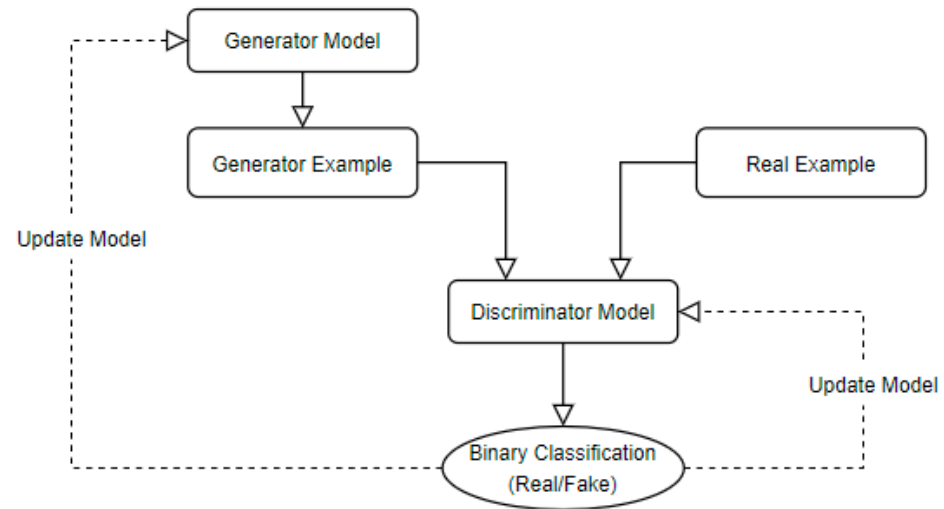 Generator Model
Generator Example
Real Example
Update Model
Discriminator Model
Update Model
Binary Classification
(Real/Fake)